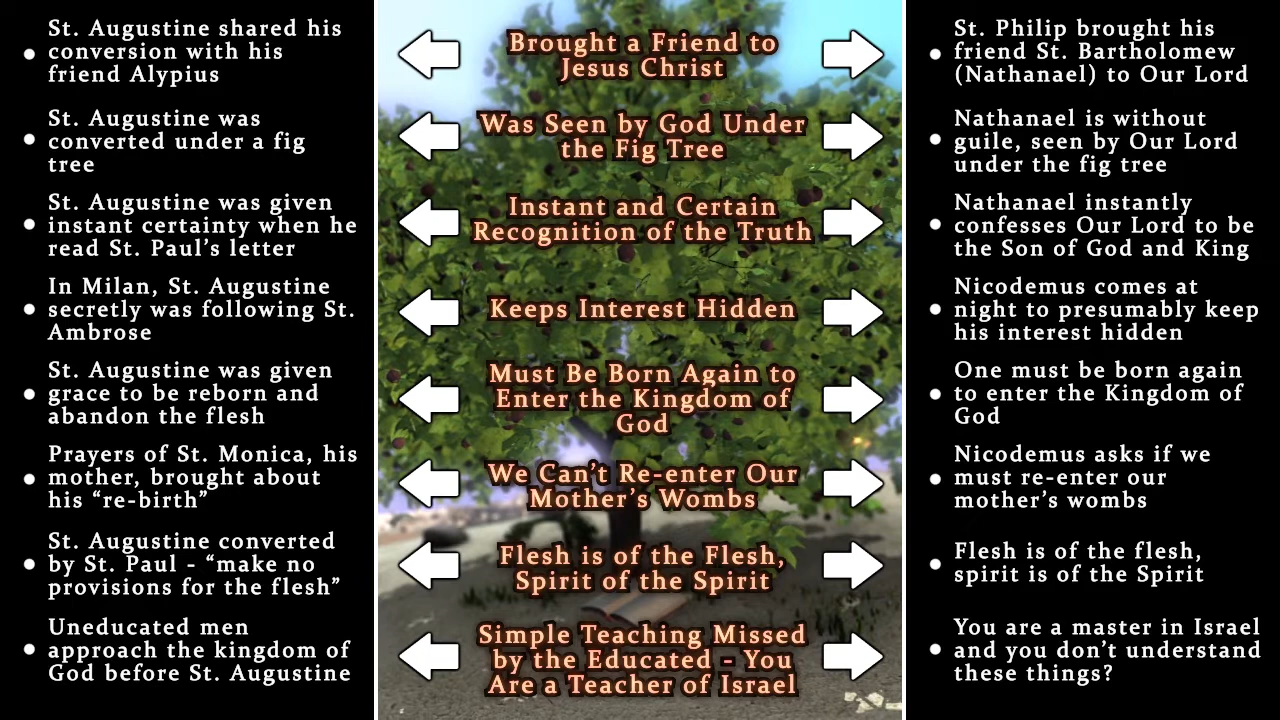 St. Augustine shared his
conversion with his
friend Alypius
St. Augustine was
converted under a fig
tree
St. Augustine was given
instant certainty when he
read St. Paul’s letter
In Milan, St. Augustine
secretly was following St.
Ambrose
St. Augustine was given
grace to be reborn and
abandon the flesh
Prayers of St. Monica, his
mother, brought about
his “re-birth”
St. Augustine converted
by St. Paul - “make no
provisions for the flesh”
Uneducated men
approach the kingdom of
God before St. Augustine
Brought a Friend to
Jesus Christ
Was Seen by God Under
the Fig Tree
Instant and Certain
Recognition of the Truth
Keeps Interest Hidden
Must Be Born Again to
Enter the Kingdom of
God
We Can’t Re-enter Our
Mother’s Wombs
Flesh is of the Flesh,
Spirit of the Spirit
Simple Teaching Missed
by the Educated - You
Are a Teacher of Israel
St. Philip brought his
friend St. Bartholomew
(Nathanael) to Our Lord
Nathanael is without
guile, seen by Our Lord
under the fig tree
Nathanael instantly
confesses Our Lord to be
the Son of God and King
Nicodemus comes at
night to presumably keep
his interest hidden
One must be born again
to enter the Kingdom of
God
Nicodemus asks if we
must re-enter our
mother’s wombs
Flesh is of the flesh,
spirit is of the Spirit
You are a master in Israel
and you don’t understand
these things?